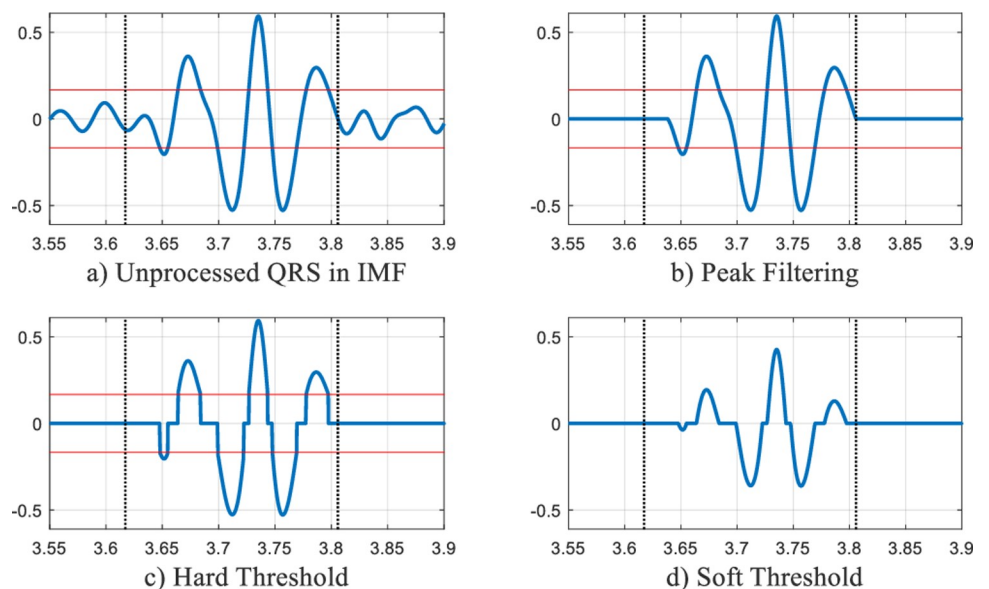 0.5 0.5
0 0
-0.5 -0.5
3.55 3.6 3.65 3.7 3.75 3.8 3.85 3.9 3.55 3.6 3.65 3.7 3.75 3.8 3.85 3.9
a) Unprocessed QRS in IMF b) Peak Filtering
0.5 0.5
0 0
-0.5 -0.5
3.55 3.6 3.65 3.7 3.75 3.8 3.85 3.9 3.55 3.6 3.65 3.7 3.75 3.8 3.85 3.9
c) Hard Threshold d) Soft Threshold